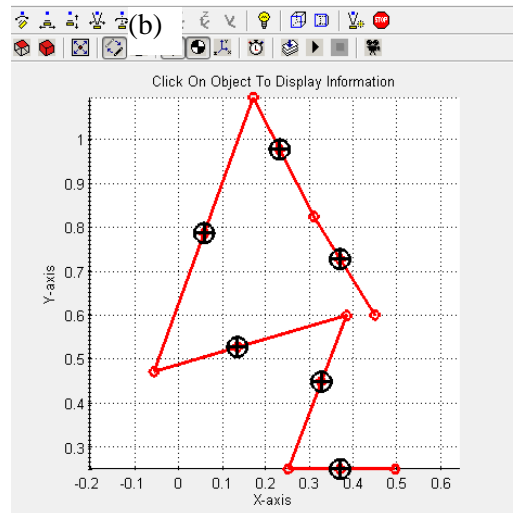 (b)
STOP
Click On Object To Display Information
1
0.9
0.8
0.7
0.6
0.5
0.4
0.3
Y-axis
-0.2 -0.1 0 0.1 0.2 0.3 0.4 0.5 0.6
X-axis